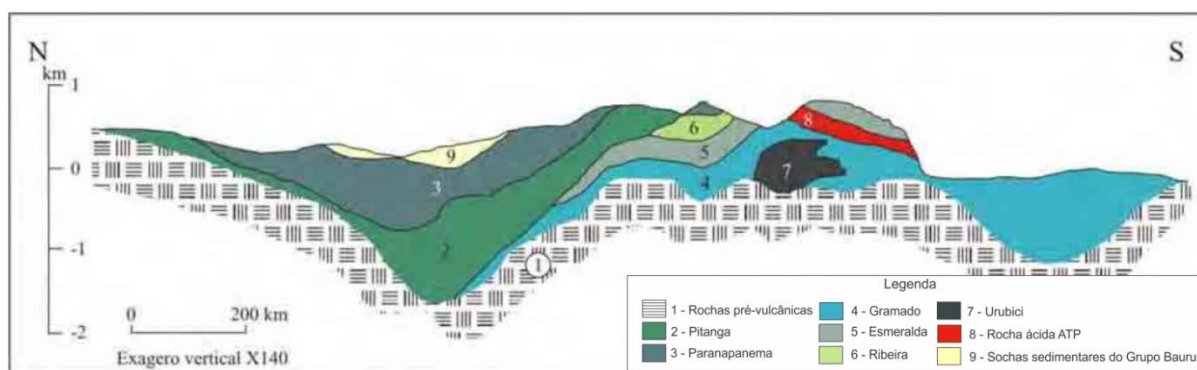 N
S
km
1
0
-1
-2
9
3
2
1
6
5
4
7
8
0 200 km
Exagero vertical X140
Legenda
1 - Rochas pré-vulcânicas
2 - Pitanga
3 - Paranapanema
4 - Gramado
5 - Esmeralda
6 - Ribeira
7 - Urubici
8 - Rocha ácida ATP
9 - Sochas sedimentares do Grupo Bauru